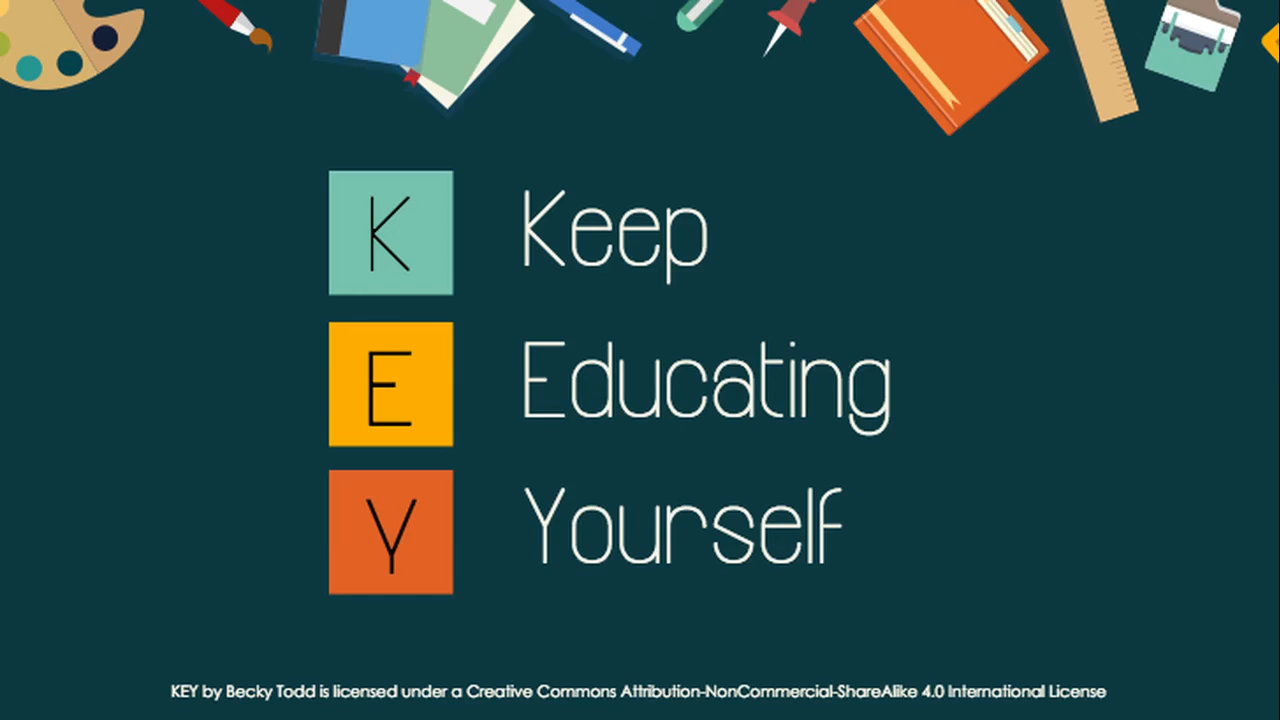 K Keep
E Educating
Y Yourself
KEY by Becky Todd is licensed under a Creative Commons Attribution-NonCommercial-ShareAlike 4.0 International License